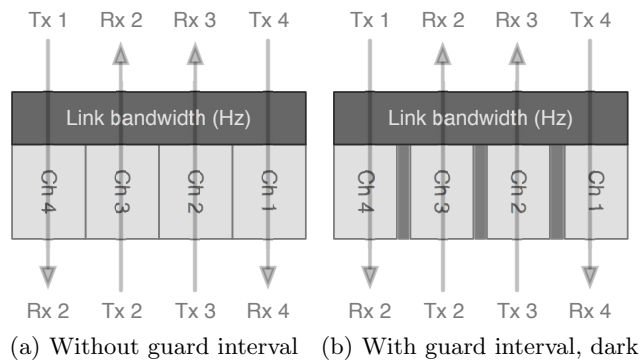 Tx 1 Rx 2 Rx 3 Tx 4
Link bandwidth (Hz)
Ch 4 Ch 3 Ch 2 Ch 1
Rx 2 Tx 2 Tx 3 Rx 4
(a) Without guard interval
Tx 1 Rx 2 Rx 3 Tx 4
Link bandwidth (Hz)
Ch 4 Ch 3 Ch 2 Ch 1
Rx 2 Tx 2 Tx 3 Rx 4
(b) With guard interval, dark